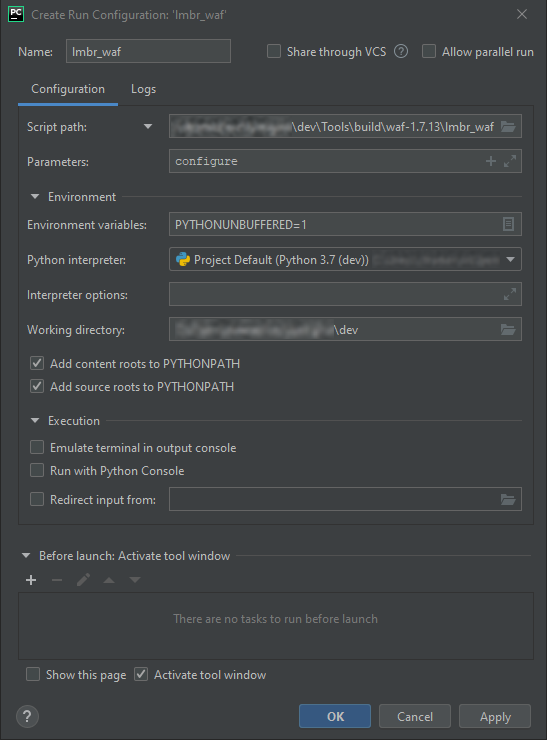 PC
Create Run Configuration: 'lmbr_waf'
Name: lmbr_waf Share through VCS ? Allow parallel run
Configuration Logs
Script path: \dev\Tools\build\waf-1.7.13\lmbr_waf
Parameters: configure
Environment
Environment variables: PYTHONUNBUFFERED=1
Python interpreter: Project Default (Python 3.7 (dev))
Interpreter options:
Working directory: \dev
Add content roots to PYTHONPATH
Add source roots to PYTHONPATH
Execution
Emulate terminal in output console
Run with Python Console
Redirect input from:
Before launch: Activate tool window
There are no tasks to run before launch
Show this page Activate tool window
? OK Cancel Apply